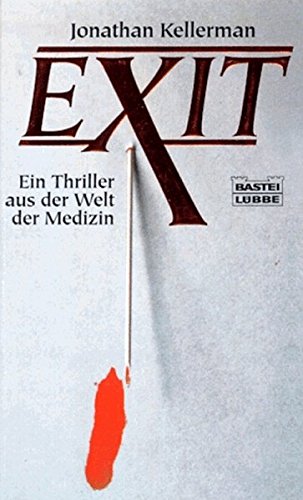 Jonathan Kellerman
EXIT
Ein Thriller
aus der Welt
der Medizin
BASTEI
LÜBBE